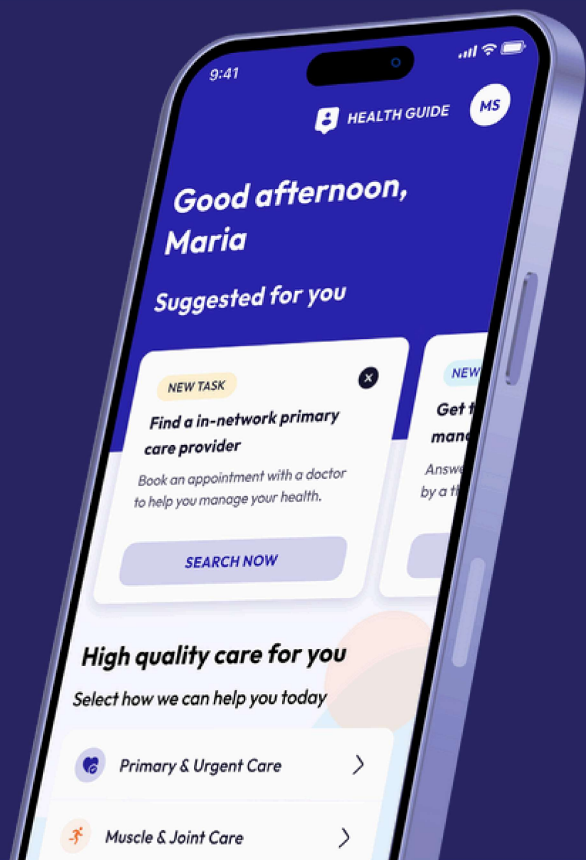 9:41
HEALTH GUIDE
MS
Good afternoon,
Maria
Suggested for you
NEW TASK
Find a in-network primary
care provider
Book an appointment with a doctor
to help you manage your health.
SEARCH NOW
NEW
Get
by a
High quality care for you
Select how we can help you today
Primary & Urgent Care
Muscle & Joint Care